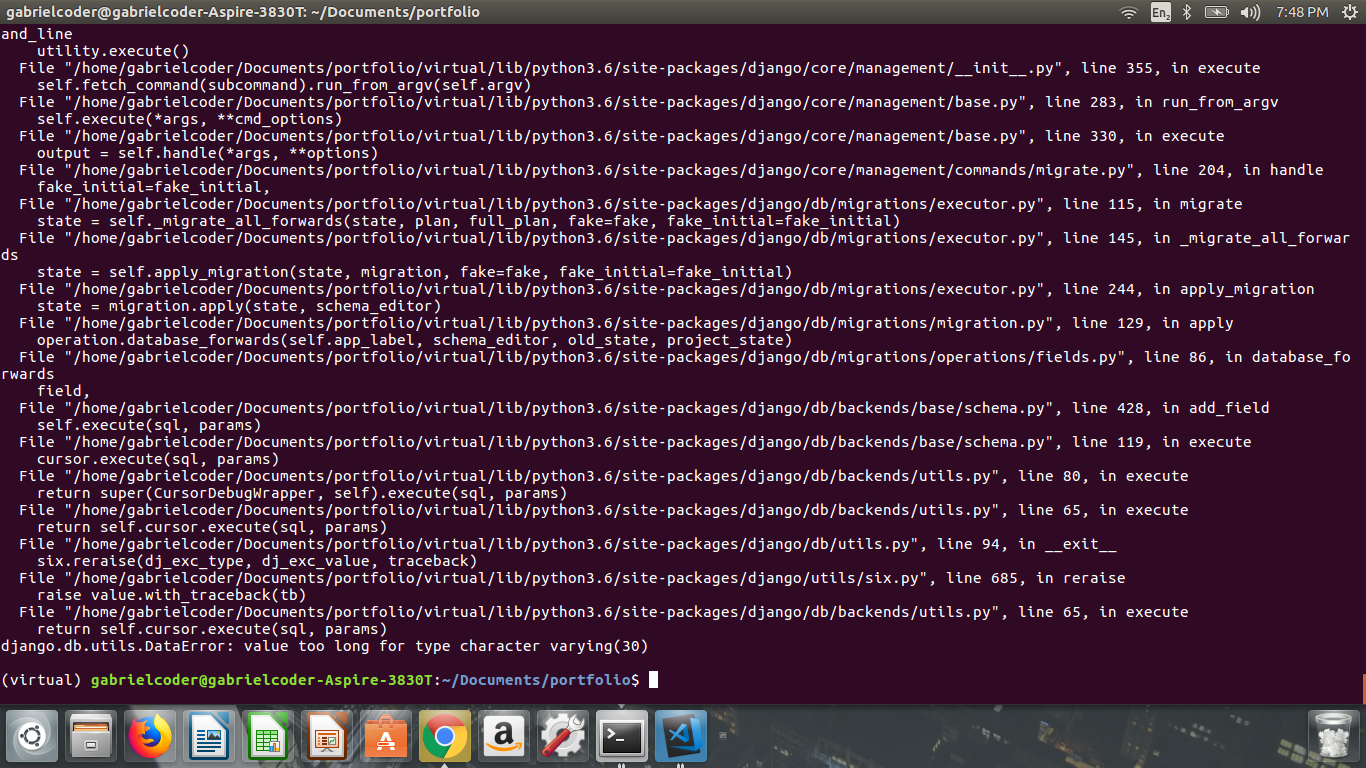 gabrielcoder@gabrielcoder-Aspire-3830T: ~/Documents/portfolio
En2
7:48 PM
and_line
    utility.execute()
  File "/home/gabrielcoder/Documents/portfolio/virtual/lib/python3.6/site-packages/django/core/management/__init__.py", line 355, in execute
    self.fetch_command(subcommand).run_from_argv(self.argv)
  File "/home/gabrielcoder/Documents/portfolio/virtual/lib/python3.6/site-packages/django/core/management/base.py", line 283, in run_from_argv
    self.execute(*args, **cmd_options)
  File "/home/gabrielcoder/Documents/portfolio/virtual/lib/python3.6/site-packages/django/core/management/base.py", line 330, in execute
    output = self.handle(*args, **options)
  File "/home/gabrielcoder/Documents/portfolio/virtual/lib/python3.6/site-packages/django/core/management/commands/migrate.py", line 204, in handle
    fake_initial=fake_initial,
  File "/home/gabrielcoder/Documents/portfolio/virtual/lib/python3.6/site-packages/django/db/migrations/executor.py", line 115, in migrate
    state = self._migrate_all_forwards(state, plan, full_plan, fake=fake, fake_initial=fake_initial)
  File "/home/gabrielcoder/Documents/portfolio/virtual/lib/python3.6/site-packages/django/db/migrations/executor.py", line 145, in _migrate_all_forwar
ds
    state = self.apply_migration(state, migration, fake=fake, fake_initial=fake_initial)
  File "/home/gabrielcoder/Documents/portfolio/virtual/lib/python3.6/site-packages/django/db/migrations/executor.py", line 244, in apply_migration
    state = migration.apply(state, schema_editor)
  File "/home/gabrielcoder/Documents/portfolio/virtual/lib/python3.6/site-packages/django/db/migrations/migration.py", line 129, in apply
    operation.database_forwards(self.app_label, schema_editor, old_state, project_state)
  File "/home/gabrielcoder/Documents/portfolio/virtual/lib/python3.6/site-packages/django/db/migrations/operations/fields.py", line 86, in database_fo
rwards
    field,
  File "/home/gabrielcoder/Documents/portfolio/virtual/lib/python3.6/site-packages/django/db/backends/base/schema.py", line 428, in add_field
    self.execute(sql, params)
  File "/home/gabrielcoder/Documents/portfolio/virtual/lib/python3.6/site-packages/django/db/backends/base/schema.py", line 119, in execute
    cursor.execute(sql, params)
  File "/home/gabrielcoder/Documents/portfolio/virtual/lib/python3.6/site-packages/django/db/backends/utils.py", line 80, in execute
    return super(CursorDebugWrapper, self).execute(sql, params)
  File "/home/gabrielcoder/Documents/portfolio/virtual/lib/python3.6/site-packages/django/db/backends/utils.py", line 65, in execute
    return self.cursor.execute(sql, params)
  File "/home/gabrielcoder/Documents/portfolio/virtual/lib/python3.6/site-packages/django/db/utils.py", line 94, in __exit__
    six.reraise(dj_exc_type, dj_exc_value, traceback)
  File "/home/gabrielcoder/Documents/portfolio/virtual/lib/python3.6/site-packages/django/utils/six.py", line 685, in reraise
    raise value.with_traceback(tb)
  File "/home/gabrielcoder/Documents/portfolio/virtual/lib/python3.6/site-packages/django/db/backends/utils.py", line 65, in execute
    return self.cursor.execute(sql, params)
django.db.utils.DataError: value too long for type character varying(30)

(virtual) gabrielcoder@gabrielcoder-Aspire-3830T:~/Documents/portfolio$